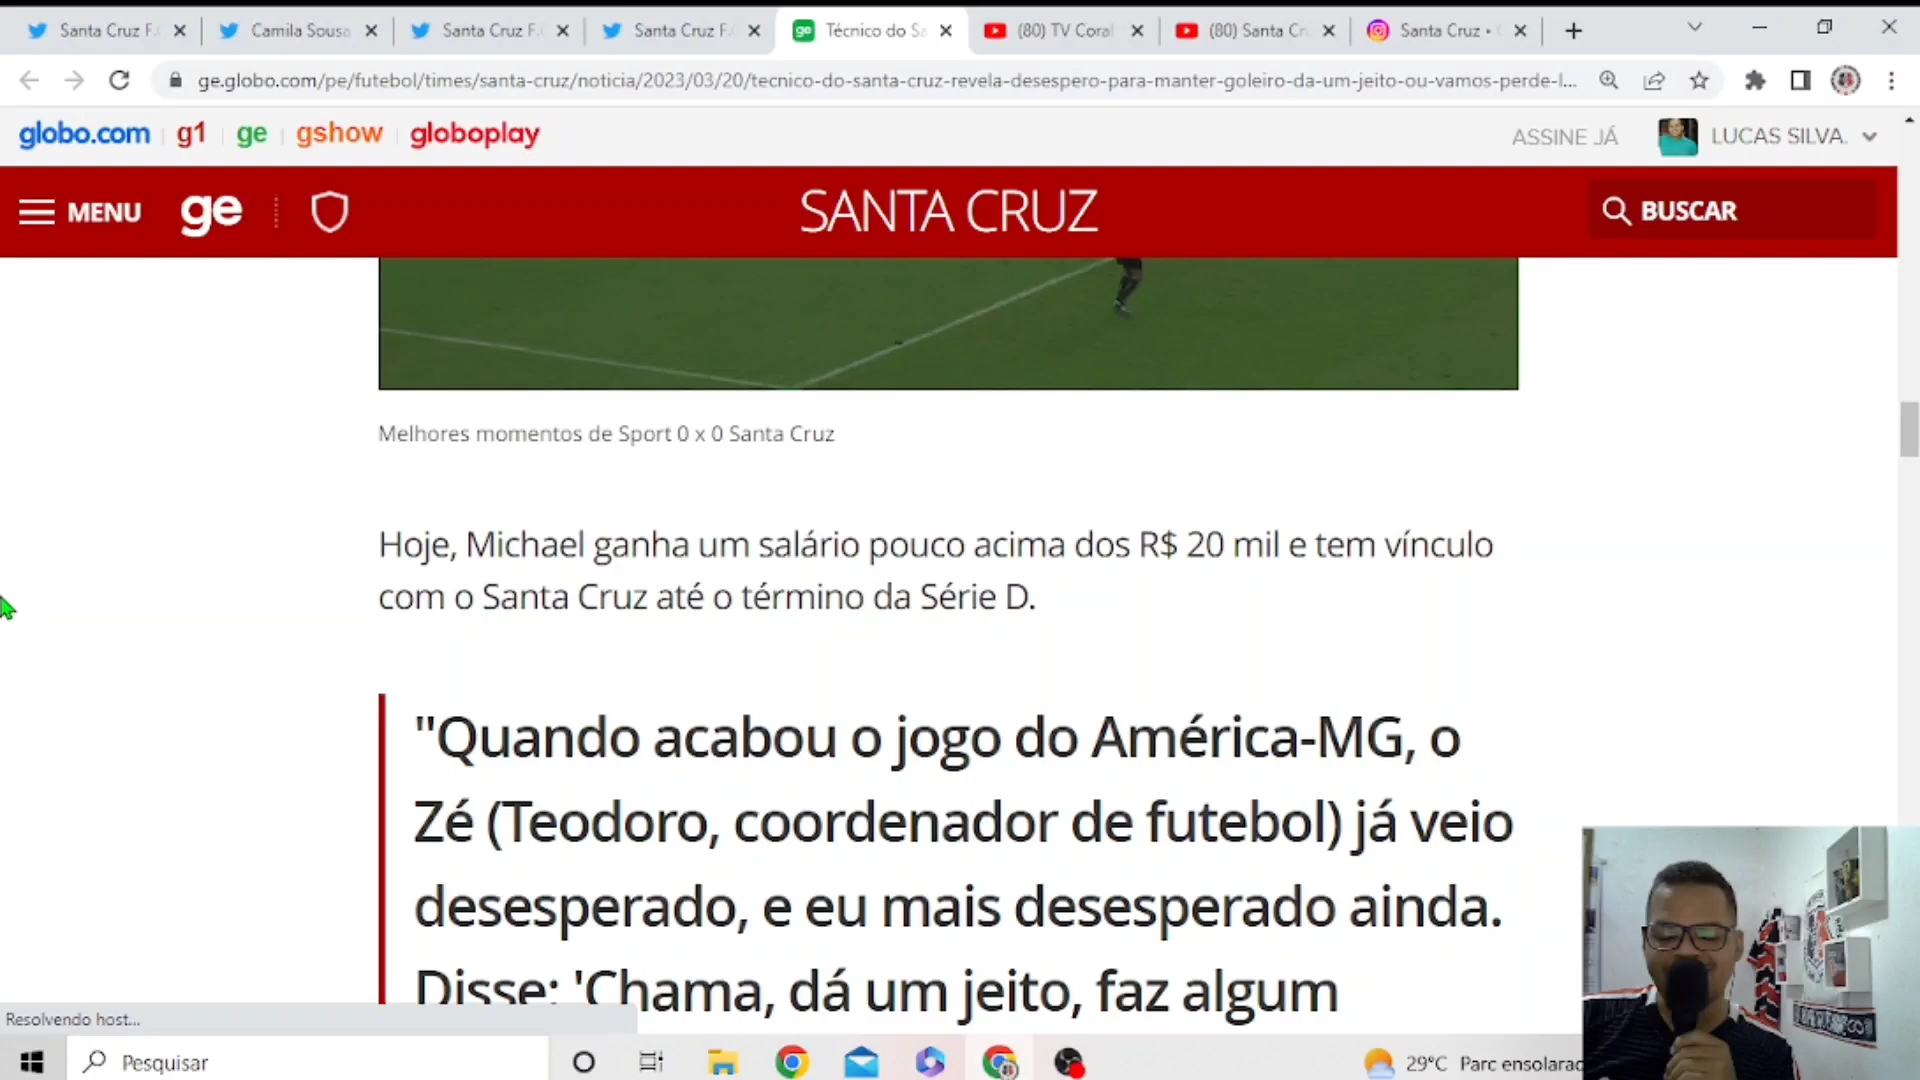 Santa Cruz F.
Camila Sousa
Santa Cruz F.
Santa Cruz F.
Técnico do Sa
(80) TV Coral
(80) Santa Cr
Santa Cruz •
ge.globo.com/pe/futebol/times/santa-cruz/noticia/2023/03/20/tecnico-do-santa-cruz-revela-desespero-para-manter-goleiro-da-um-jeito-ou-vamos-perde-l...
globo.com g1 ge gshow globoplay
ASSINE JÁ
LUCAS SILVA.
MENU
ge
SANTA CRUZ
BUSCAR
Melhores momentos de Sport 0 x 0 Santa Cruz
Hoje, Michael ganha um salário pouco acima dos R$ 20 mil e tem vínculo
com o Santa Cruz até o término da Série D.
"Quando acabou o jogo do América-MG, o
Zé (Teodoro, coordenador de futebol) já veio
desesperado, e eu mais desesperado ainda.
Disse: 'Chama, dá um jeito, faz algum
Resolvendo host...
Pesquisar
29°C Parc ensolarad